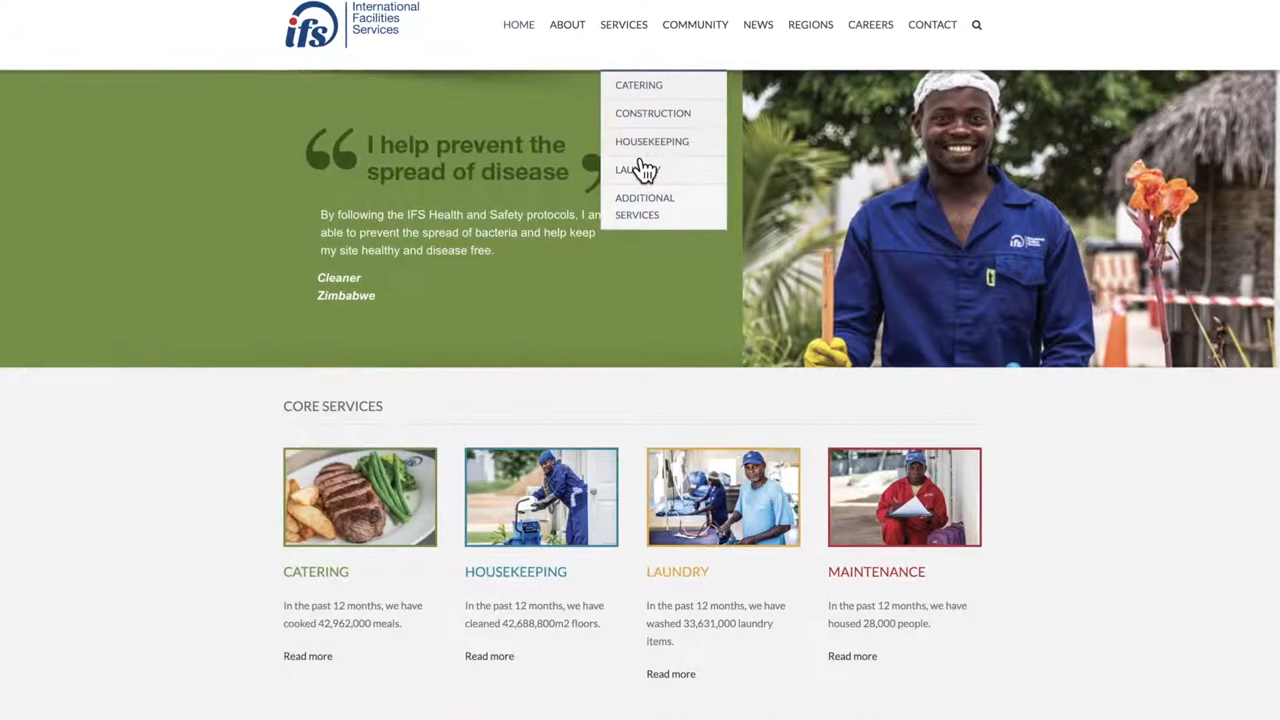 ifs
International
Facilities
Services
HOME ABOUT SERVICES COMMUNITY NEWS REGIONS CAREERS CONTACT
CATERING
CONSTRUCTION
HOUSEKEEPING
ADDITIONAL
SERVICES
“ I help prevent the
spread of disease
By following the IFS Health and Safety protocols, I am
able to prevent the spread of bacteria and help keep
my site healthy and disease free.
Cleaner
Zimbabwe
ifs
CORE SERVICES
CATERING
In the past 12 months, we have
cooked 42,962,000 meals.
Read more
HOUSEKEEPING
In the past 12 months, we have
cleaned 42,688,800m2 floors.
Read more
LAUNDRY
In the past 12 months, we have
washed 33,631,000 laundry
items.
Read more
MAINTENANCE
In the past 12 months, we have
housed 28,000 people.
Read more